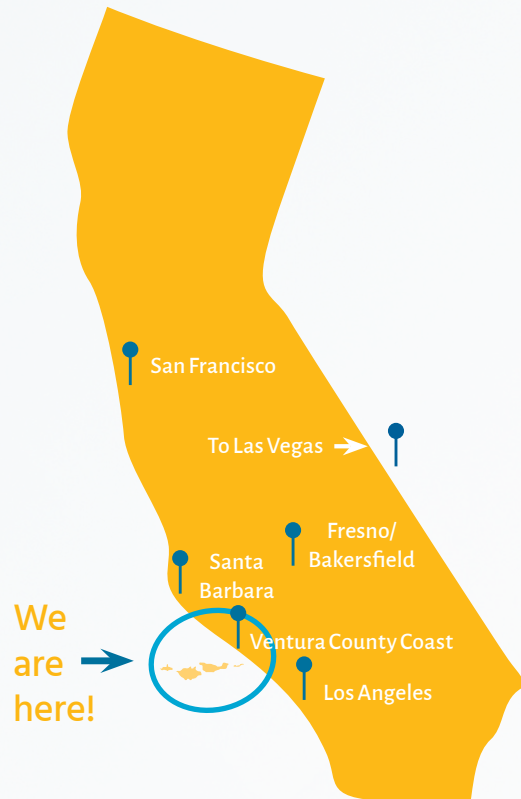 San Francisco
To Las Vegas
Fresno/
Bakersfield
Santa
Barbara
Ventura County Coast
Los Angeles
We
are
here!